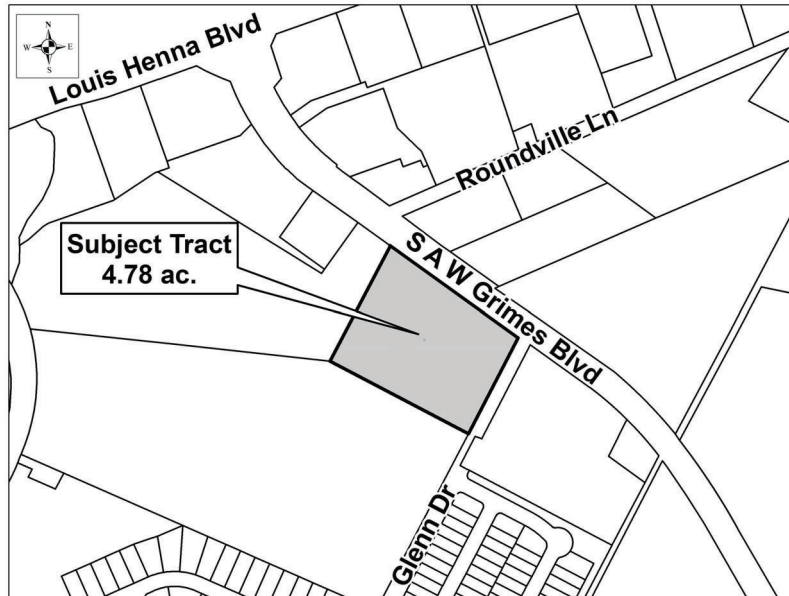 N
W E
S
Louis Henna Blvd
Roundville Ln
Subject Tract
4.78 ac.
S A W Grimes Blvd
Glenn Dr